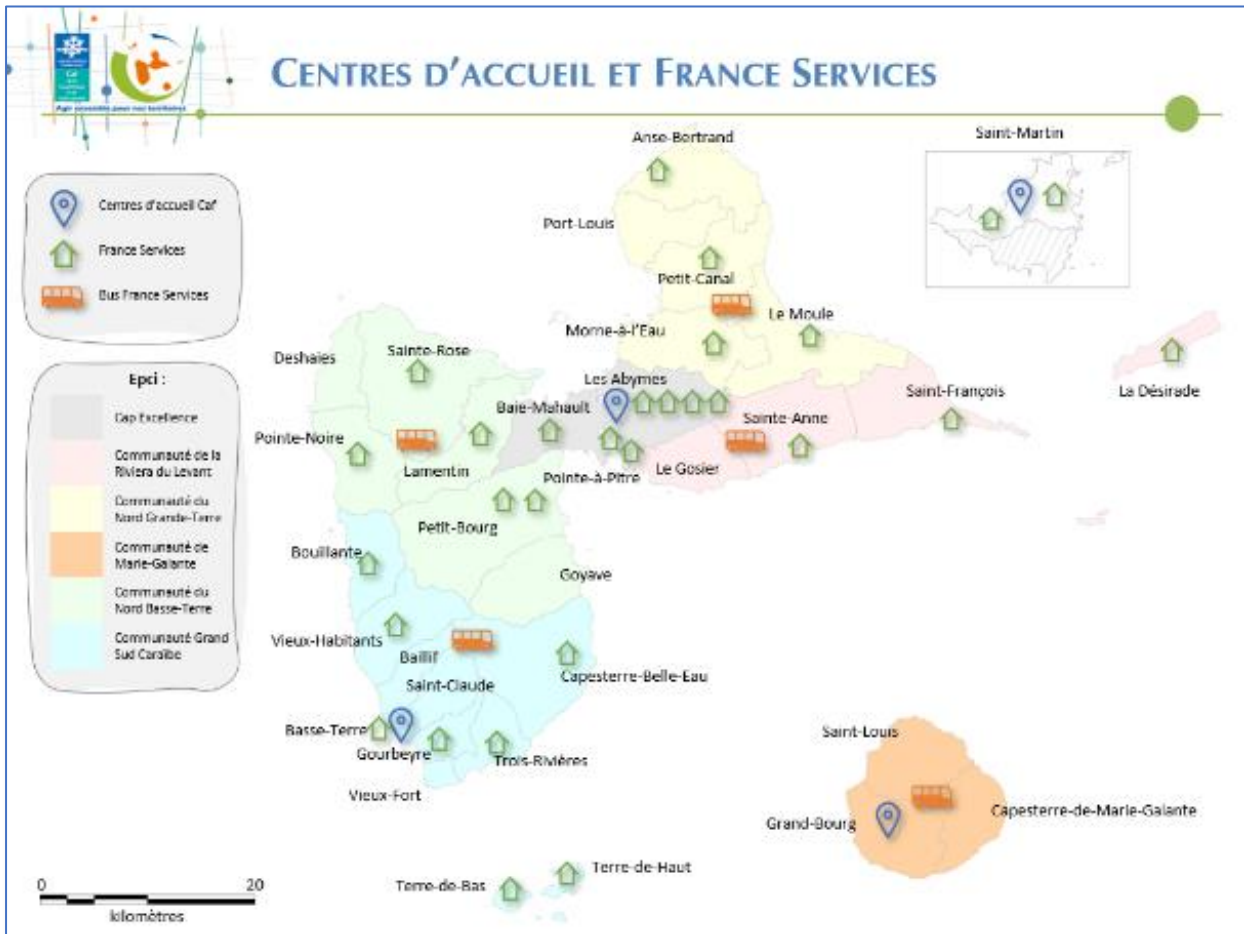 CENTRES D'ACCUEIL ET FRANCE SERVICES
Agir ensemble pour nos territoires
Centres d'accueil Caf
France Services
Bus France Services
Epci :
Cap Excellence
Communauté de la
Riviera du Levant
Communauté du
Nord Grande-Terre
Communauté de
Marie-Galante
Communauté du
Nord Basse-Terre
Communauté Grand
Sud Caraïbe
Saint-Martin
Anse-Bertrand
Port-Louis
Petit-Canal
Le Moule
Morne-à-l'Eau
Deshaies
Sainte-Rose
Les Abymes
Saint-François
La Désirade
Baie-Mahault
Sainte-Anne
Pointe-Noire
Lamentin
Le Gosier
Pointe-à-Pitre
Petit-Bourg
Bouillante
Goyave
Vieux-Habitants
Baillif
Capesterre-Belle-Eau
Saint-Claude
Basse-Terre
Gourbeyre
Trois-Rivières
Vieux-Fort
Saint-Louis
Grand-Bourg
Capesterre-de-Marie-Galante
Terre-de-Haut
Terre-de-Bas
0 20
kilomètres